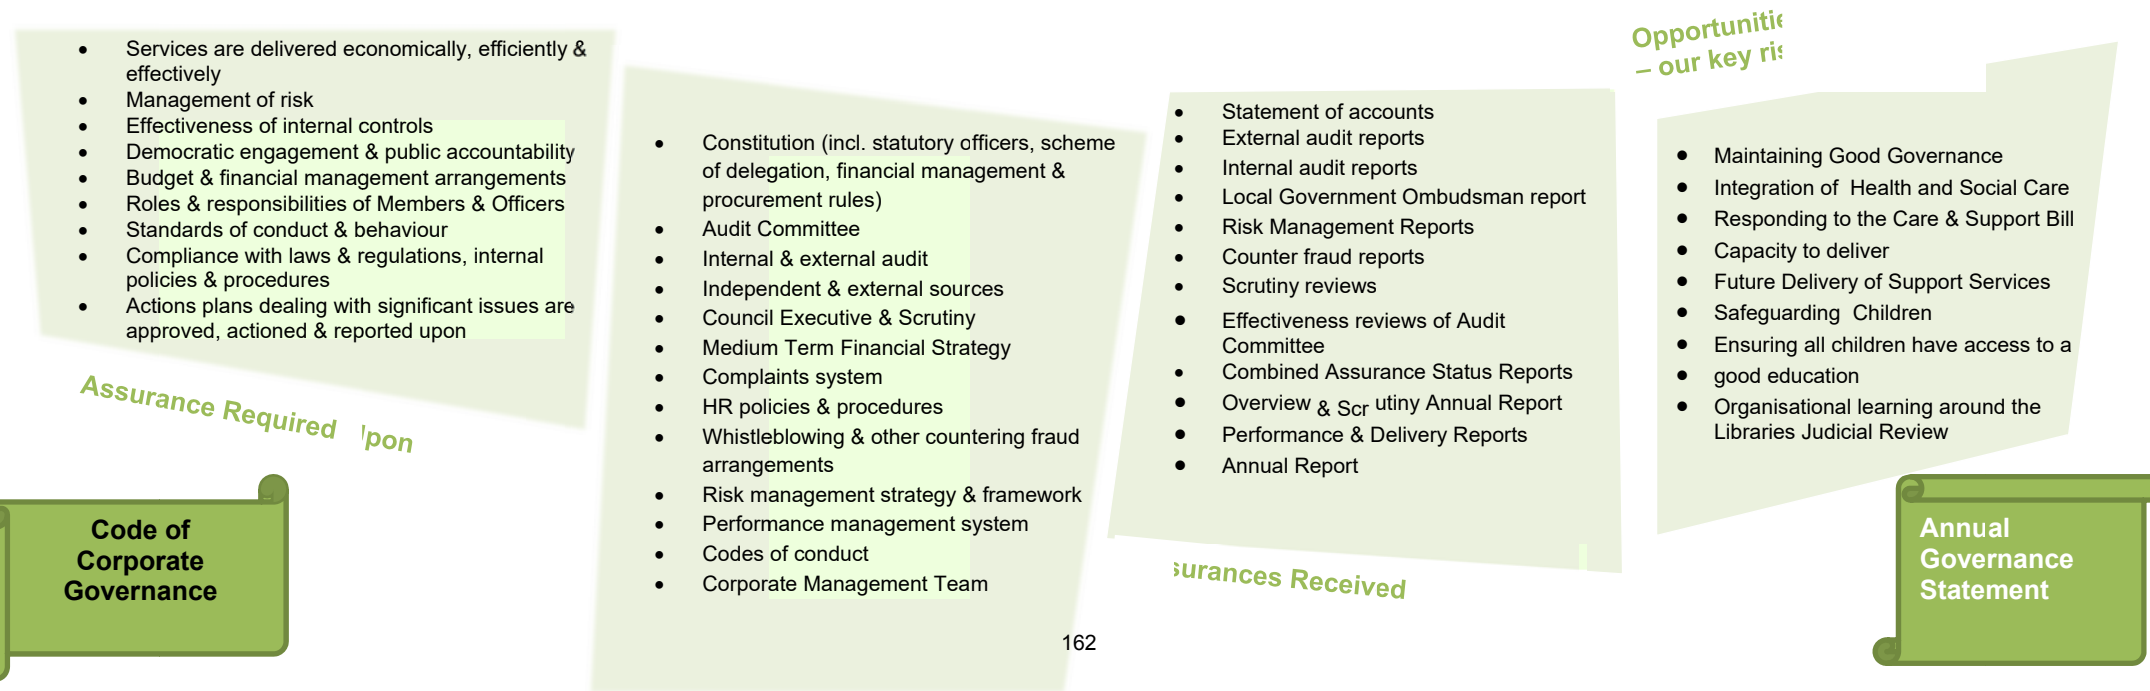 • Services are delivered economically, efficiently &
effectively
• Management of risk
• Effectiveness of internal controls
• Democratic engagement & public accountability
• Budget & financial management arrangements
• Roles & responsibilities of Members & Officers
• Standards of conduct & behaviour
• Compliance with laws & regulations, internal
policies & procedures
• Actions plans dealing with significant issues are
approved, actioned & reported upon
Assurance Required pon
Code of
Corporate
Governance
• Constitution (incl. statutory officers, scheme
of delegation, financial management &
procurement rules)
• Audit Committee
• Internal & external audit
• Independent & external sources
• Council Executive & Scrutiny
• Medium Term Financial Strategy
• Complaints system
• HR policies & procedures
• Whistleblowing & other countering fraud
arrangements
• Risk management strategy & framework
• Performance management system
• Codes of conduct
• Corporate Management Team
• Statement of accounts
• External audit reports
• Internal audit reports
• Local Government Ombudsman report
• Risk Management Reports
• Counter fraud reports
• Scrutiny reviews
• Effectiveness reviews of Audit
Committee
• Combined Assurance Status Reports
• Overview & Scr utiny Annual Report
• Performance & Delivery Reports
• Annual Report
surances Received
Opportunitie
– our key ris
• Maintaining Good Governance
• Integration of Health and Social Care
• Responding to the Care & Support Bill
• Capacity to deliver
• Future Delivery of Support Services
• Safeguarding Children
• Ensuring all children have access to a
• good education
• Organisational learning around the
Libraries Judicial Review
Annual
Governance
Statement
162